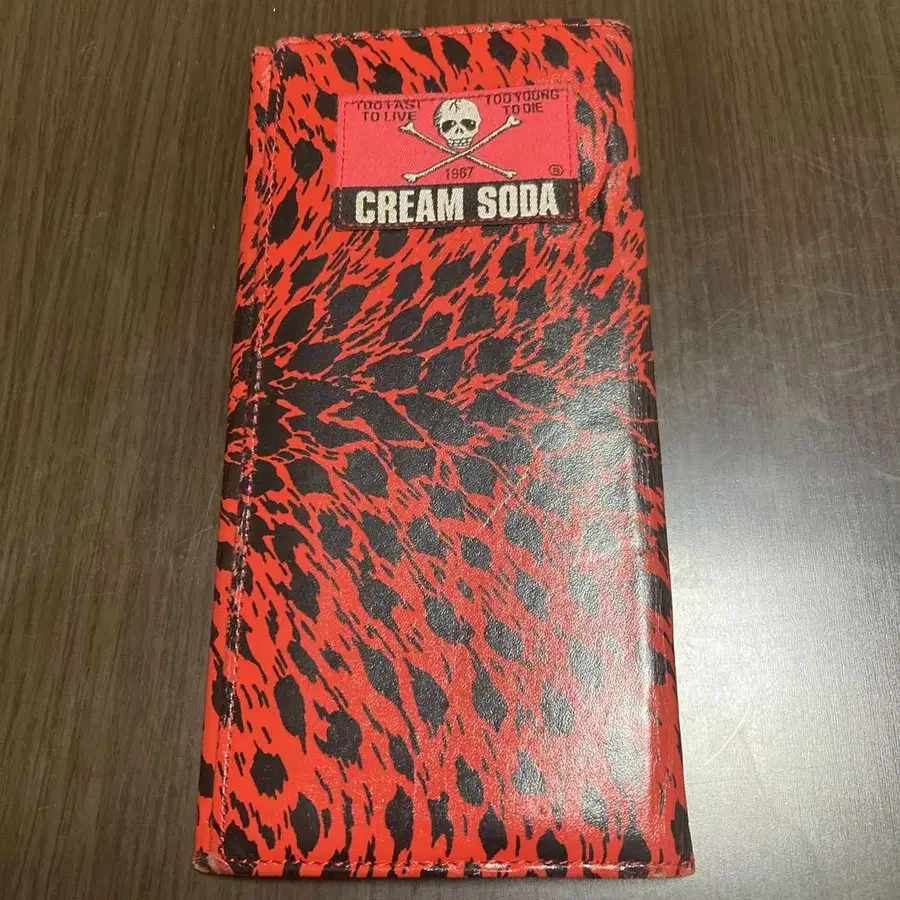 TOO FAST
TO LIVE
TOO YOUNG
TO DIE
1967
®
CREAM SODA